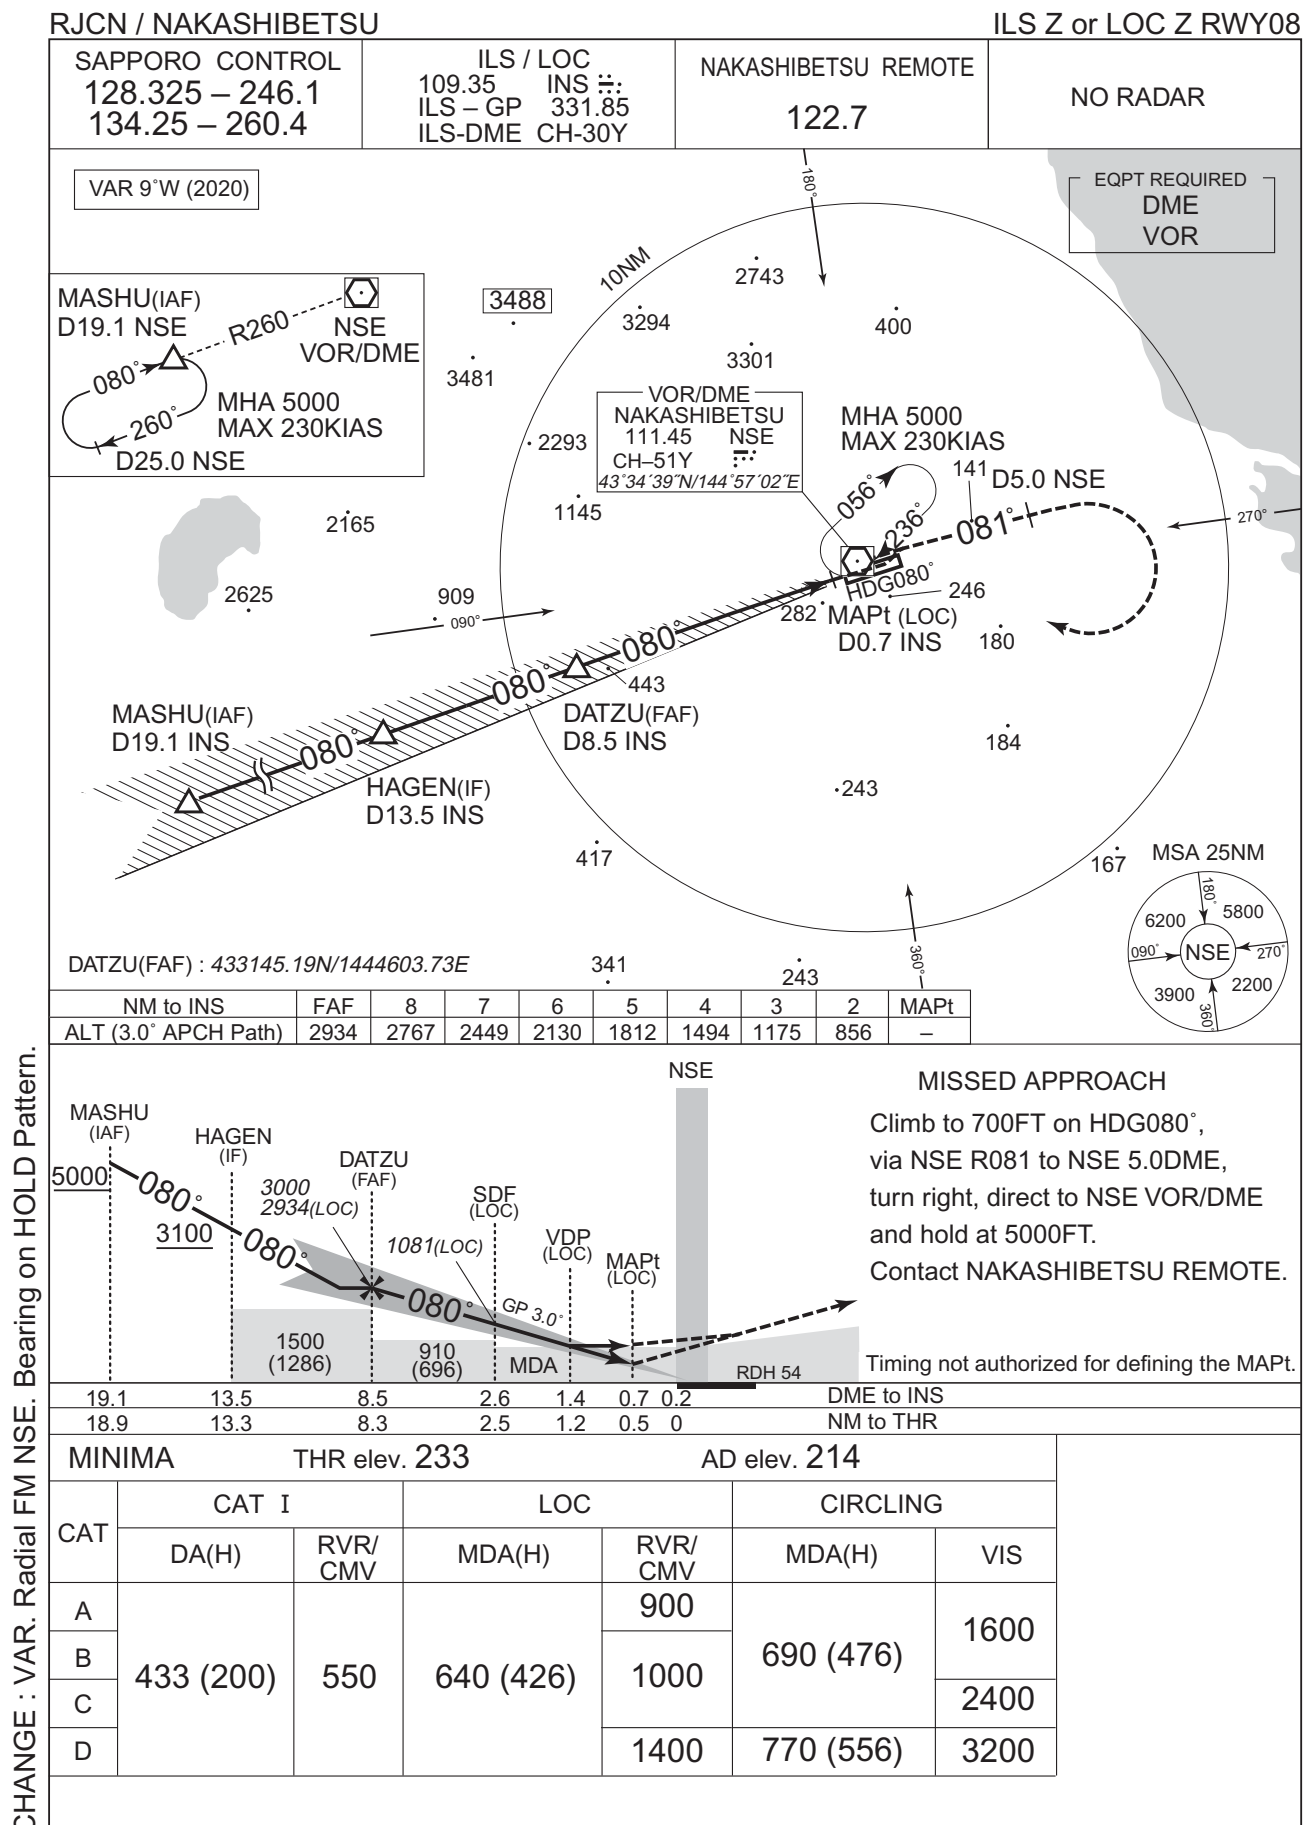 RJCN / NAKASHIBETSU
ILS Z or LOC Z RWY08
SAPPORO CONTROL
128.325 – 246.1
134.25 – 260.4
ILS / LOC
109.35 INS
ILS – GP 331.85
ILS-DME CH-30Y
NAKASHIBETSU REMOTE
122.7
NO RADAR
VAR 9˚W (2020)
EQPT REQUIRED
DME
VOR
180˚
10NM
2743
MASHU(IAF)
D19.1 NSE
R260
NSE
VOR/DME
080˚
260˚
MHA 5000
MAX 230KIAS
D25.0 NSE
3488
3294
400
3301
3481
VOR/DME
NAKASHIBETSU
111.45 NSE
CH–51Y
43˚34´39˝N/144˚57´02˝E
MHA 5000
MAX 230KIAS
2293
141
D5.0 NSE
056˚
236˚
081˚
270˚
1145
2165
2625
909
090˚
HDG080˚
246
282
MAPt (LOC)
D0.7 INS
180
080˚
080˚
443
MASHU(IAF)
D19.1 INS
080˚
DATZU(FAF)
D8.5 INS
184
HAGEN(IF)
D13.5 INS
243
417
167
MSA 25NM
180˚
6200
5800
090˚
NSE
270˚
3900
2200
360˚
360˚
DATZU(FAF) : 433145.19N/1444603.73E
341
243
NM to INS FAF 8 7 6 5 4 3 2 MAPt
ALT (3.0˚ APCH Path) 2934 2767 2449 2130 1812 1494 1175 856 –
NSE
MASHU
(IAF)
HAGEN
(IF)
DATZU
(FAF)
5000
080˚
3100
080˚
3000
2934(LOC)
SDF
(LOC)
1081(LOC)
VDP
(LOC)
MAPt
(LOC)
080˚
GP 3.0˚
1500
(1286)
910
(696)
MDA
RDH 54
MISSED APPROACH
Climb to 700FT on HDG080˚,
via NSE R081 to NSE 5.0DME,
turn right, direct to NSE VOR/DME
and hold at 5000FT.
Contact NAKASHIBETSU REMOTE.
Timing not authorized for defining the MAPt.
19.1 13.5 8.5 2.6 1.4 0.7 0.2 DME to INS
18.9 13.3 8.3 2.5 1.2 0.5 0 NM to THR
MINIMA THR elev. 233 AD elev. 214
CAT
CAT I LOC CIRCLING
DA(H) RVR/CMV MDA(H) RVR/CMV MDA(H) VIS
A
B
C
D
433 (200)
550
640 (426)
900
1000
1400
690 (476)
770 (556)
1600
2400
3200
CHANGE : VAR. Radial FM NSE. Bearing on HOLD Pattern.